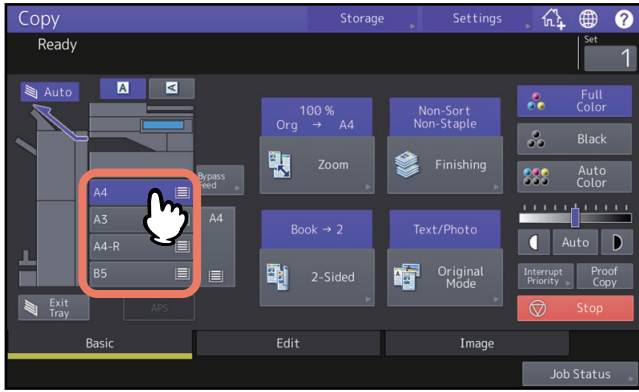 Copy
Storage
Settings
?
Ready
Set
1
Auto
A
A
100 %
Org → A4
Zoom
Non-Sort
Non-Staple
Finishing
Full
Color
Black
Auto
Color
Bypass
Feed
A4
A3
A4
A4-R
B5
Book → 2
2-Sided
Text/Photo
Original
Mode
Auto
Interrupt
Priority
Proof
Copy
Exit
Tray
APS
Stop
Basic
Edit
Image
Job Status